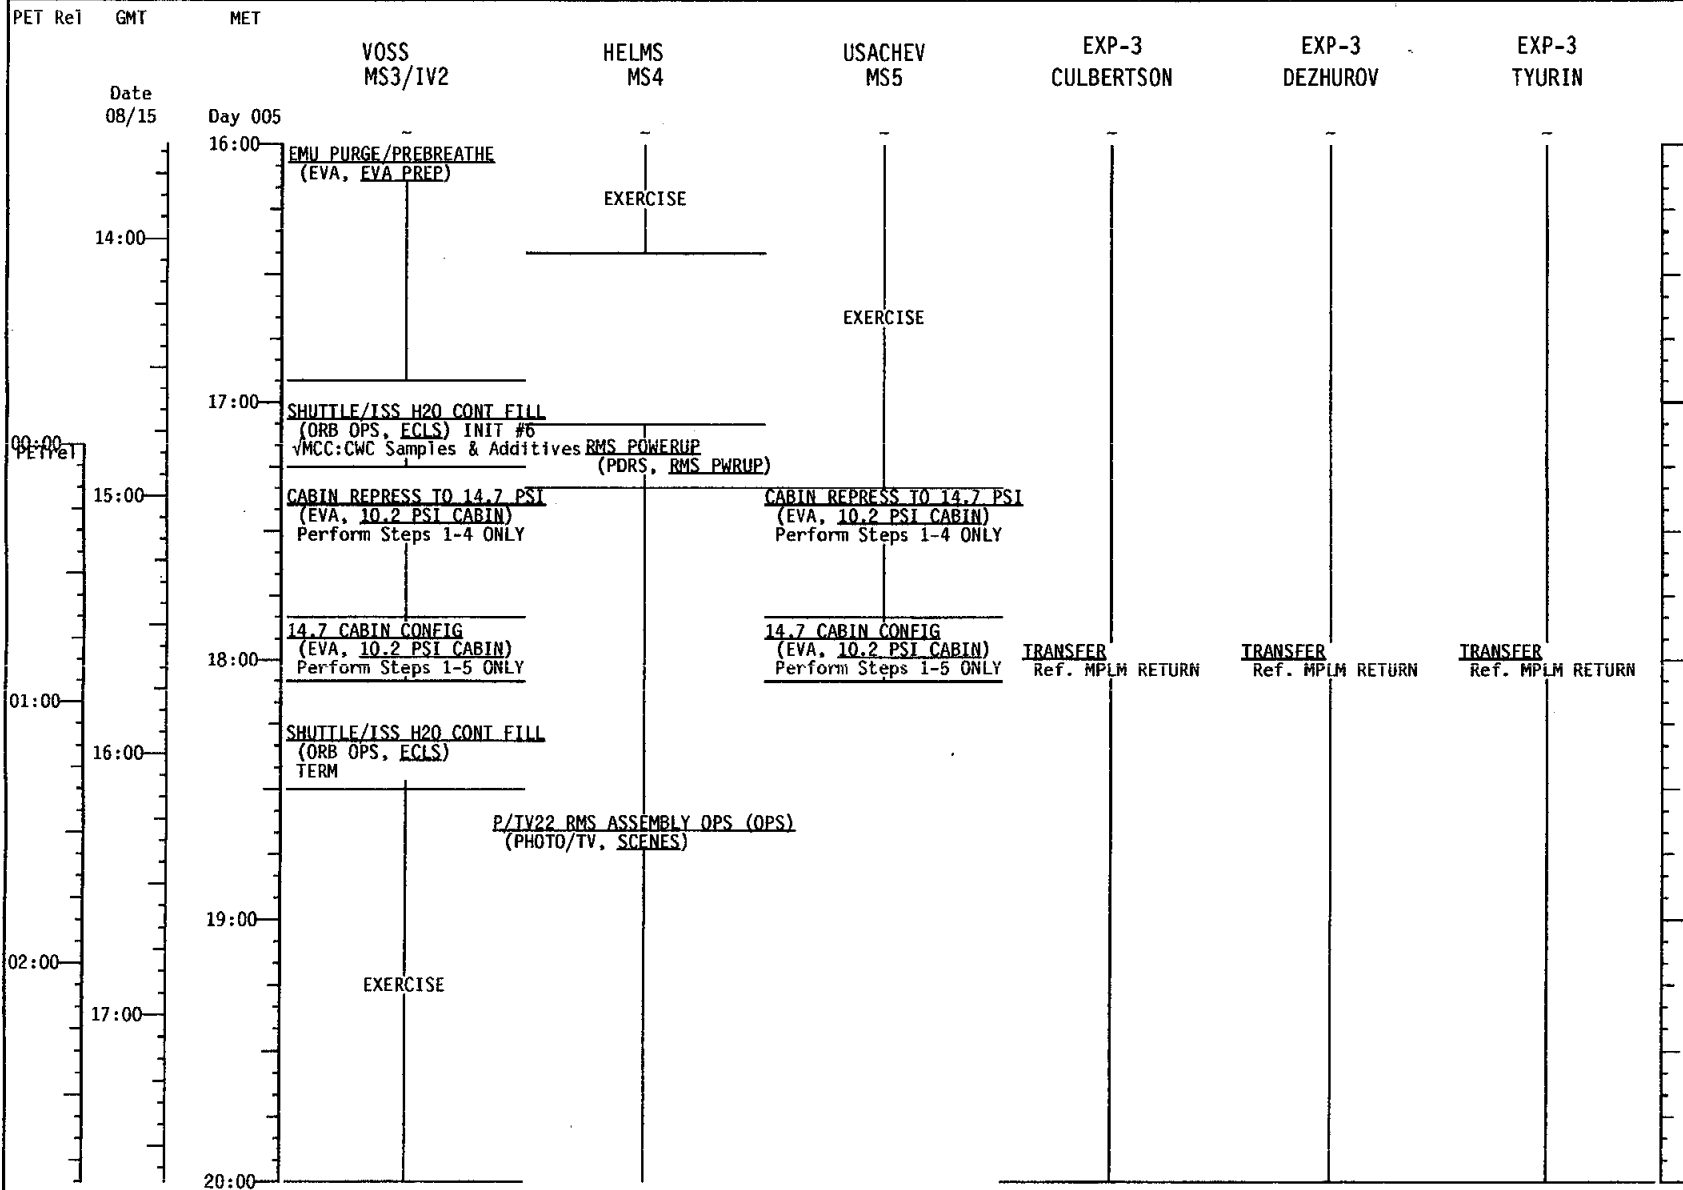 PET Rel GMT MET
VOSS HELMS USACHEV EXP-3 EXP-3 EXP-3
MS3/IV2 MS4 MS5 CULBERTSON DEZHUROV TYURIN
Date
08/15 Day 005
~ ~ ~ ~ ~ ~
16:00
EMU PURGE/PREBREATHE
(EVA, EVA PREP)
EXERCISE
14:00
EXERCISE
17:00
SHUTTLE/ISS H2O CONT FILL
(ORB OPS, ECLS) INIT #6
00:00
PETrel
√MCC:CWC Samples & Additives RMS POWERUP
(PDRS, RMS PWRUP)
15:00
CABIN REPRESS TO 14.7 PSI CABIN REPRESS TO 14.7 PSI
(EVA, 10.2 PSI CABIN) (EVA, 10.2 PSI CABIN)
Perform Steps 1-4 ONLY Perform Steps 1-4 ONLY
14.7 CABIN CONFIG 14.7 CABIN CONFIG
(EVA, 10.2 PSI CABIN) (EVA, 10.2 PSI CABIN) TRANSFER TRANSFER TRANSFER
18:00 Perform Steps 1-5 ONLY Perform Steps 1-5 ONLY Ref. MPLM RETURN Ref. MPLM RETURN Ref. MPLM RETURN
01:00
SHUTTLE/ISS H2O CONT FILL
16:00 (ORB OPS, ECLS)
TERM
P/TV22 RMS ASSEMBLY OPS (OPS)
(PHOTO/TV, SCENES)
19:00
02:00
EXERCISE
17:00
20:00